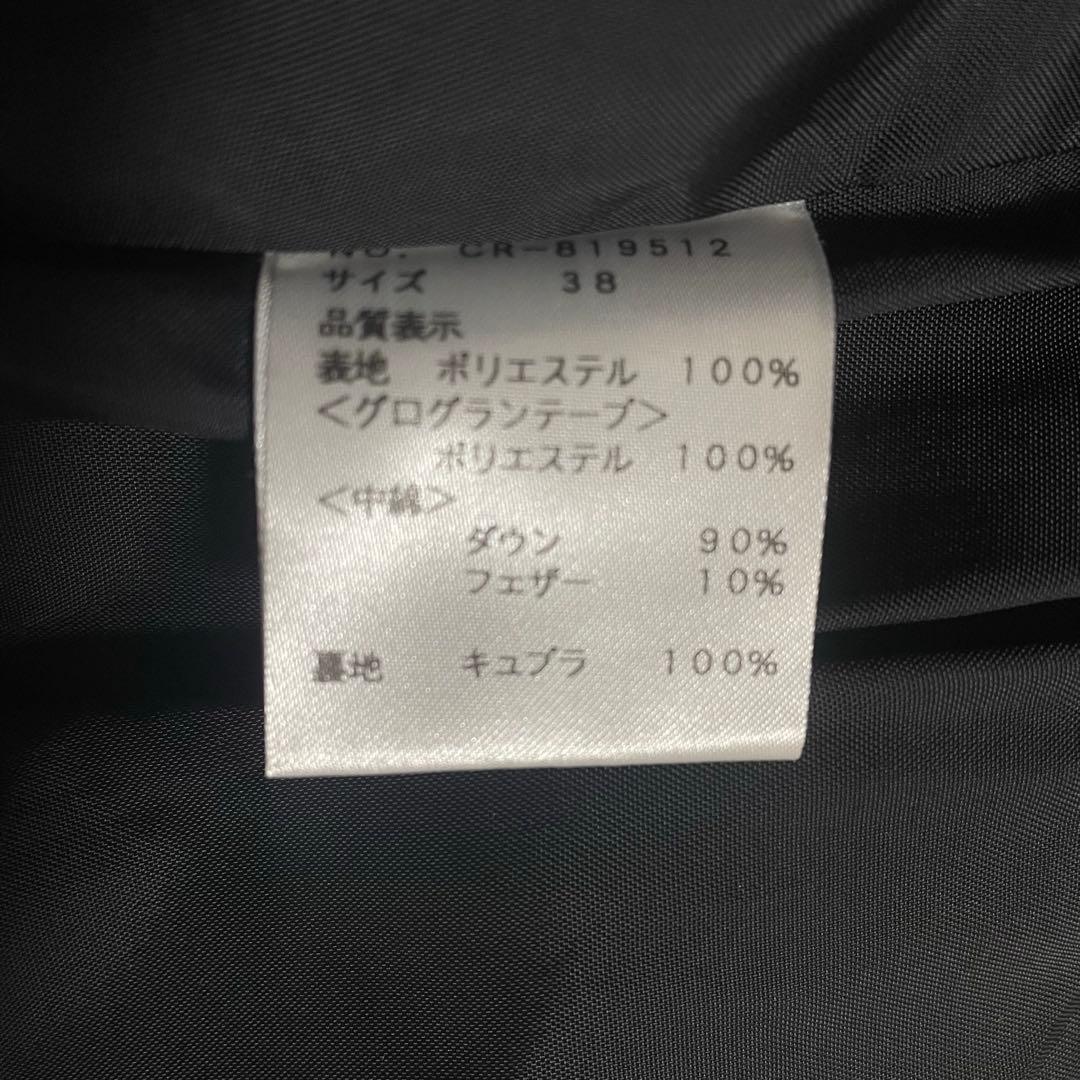 NO. CR-819512
サイズ 38
品質表示
表地 ポリエステル 100%
<グログランテープ>
ポリエステル 100%
<中綿>
ダウン 90%
フェザー 10%
裏地 キュプラ 100%